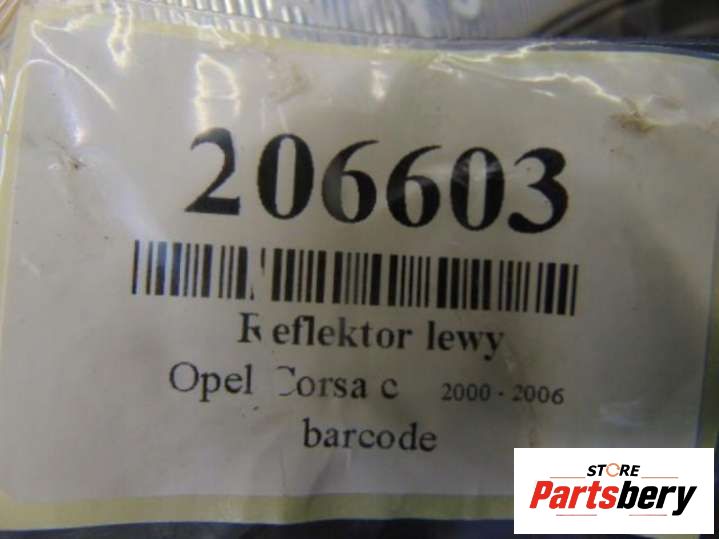 206603
Reflektor lewy
Opel Corsa c 2000 - 2006
barcode
STORE
Partsbery